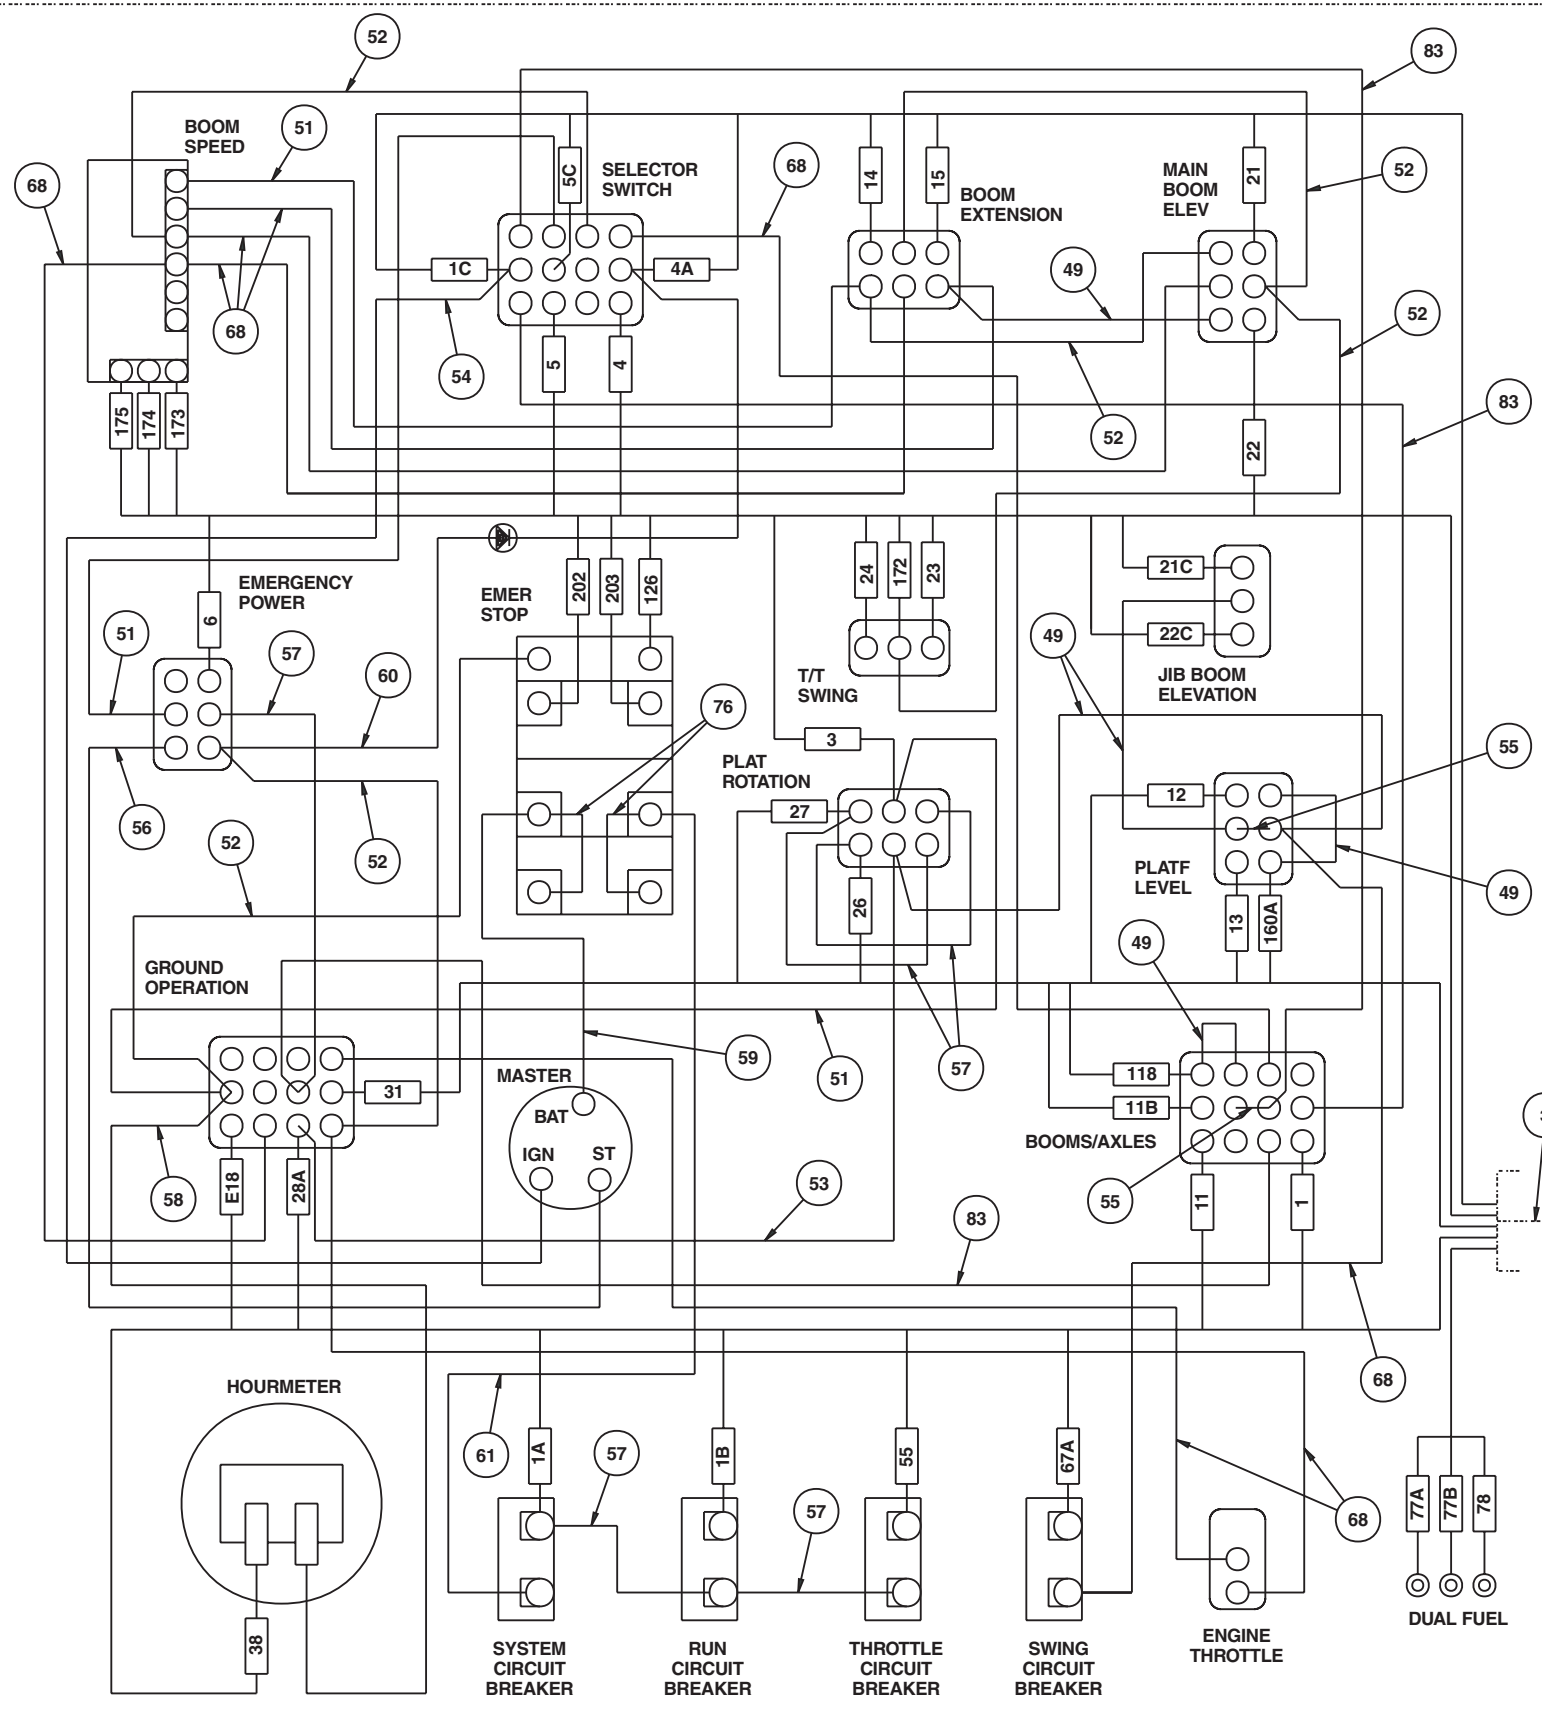 52
83
BOOM
SPEED
51
68
68
52
68
5C
SELECTOR
SWITCH
14
15
BOOM
EXTENSION
MAIN
BOOM
ELEV
21
1C
4A
49
68
54
5
4
52
52
83
175
174
173
22
EMERGENCY
POWER
6
EMER
STOP
202
203
126
24
172
23
21C
22C
JIB BOOM
ELEVATION
51
57
60
T/T
SWING
49
76
3
PLAT
ROTATION
27
55
12
56
52
52
PLATF
LEVEL
49
26
13
160A
49
GROUND
OPERATION
59
51
57
31
MASTER
BAT
IGN
ST
118
11B
BOOMS/AXLES
58
E18
28A
53
83
55
11
1
68
HOURMETER
61
1A
57
1B
57
55
67A
68
77A
77B
78
38
SYSTEM
CIRCUIT
BREAKER
RUN
CIRCUIT
BREAKER
THROTTLE
CIRCUIT
BREAKER
SWING
CIRCUIT
BREAKER
ENGINE
THROTTLE
DUAL FUEL